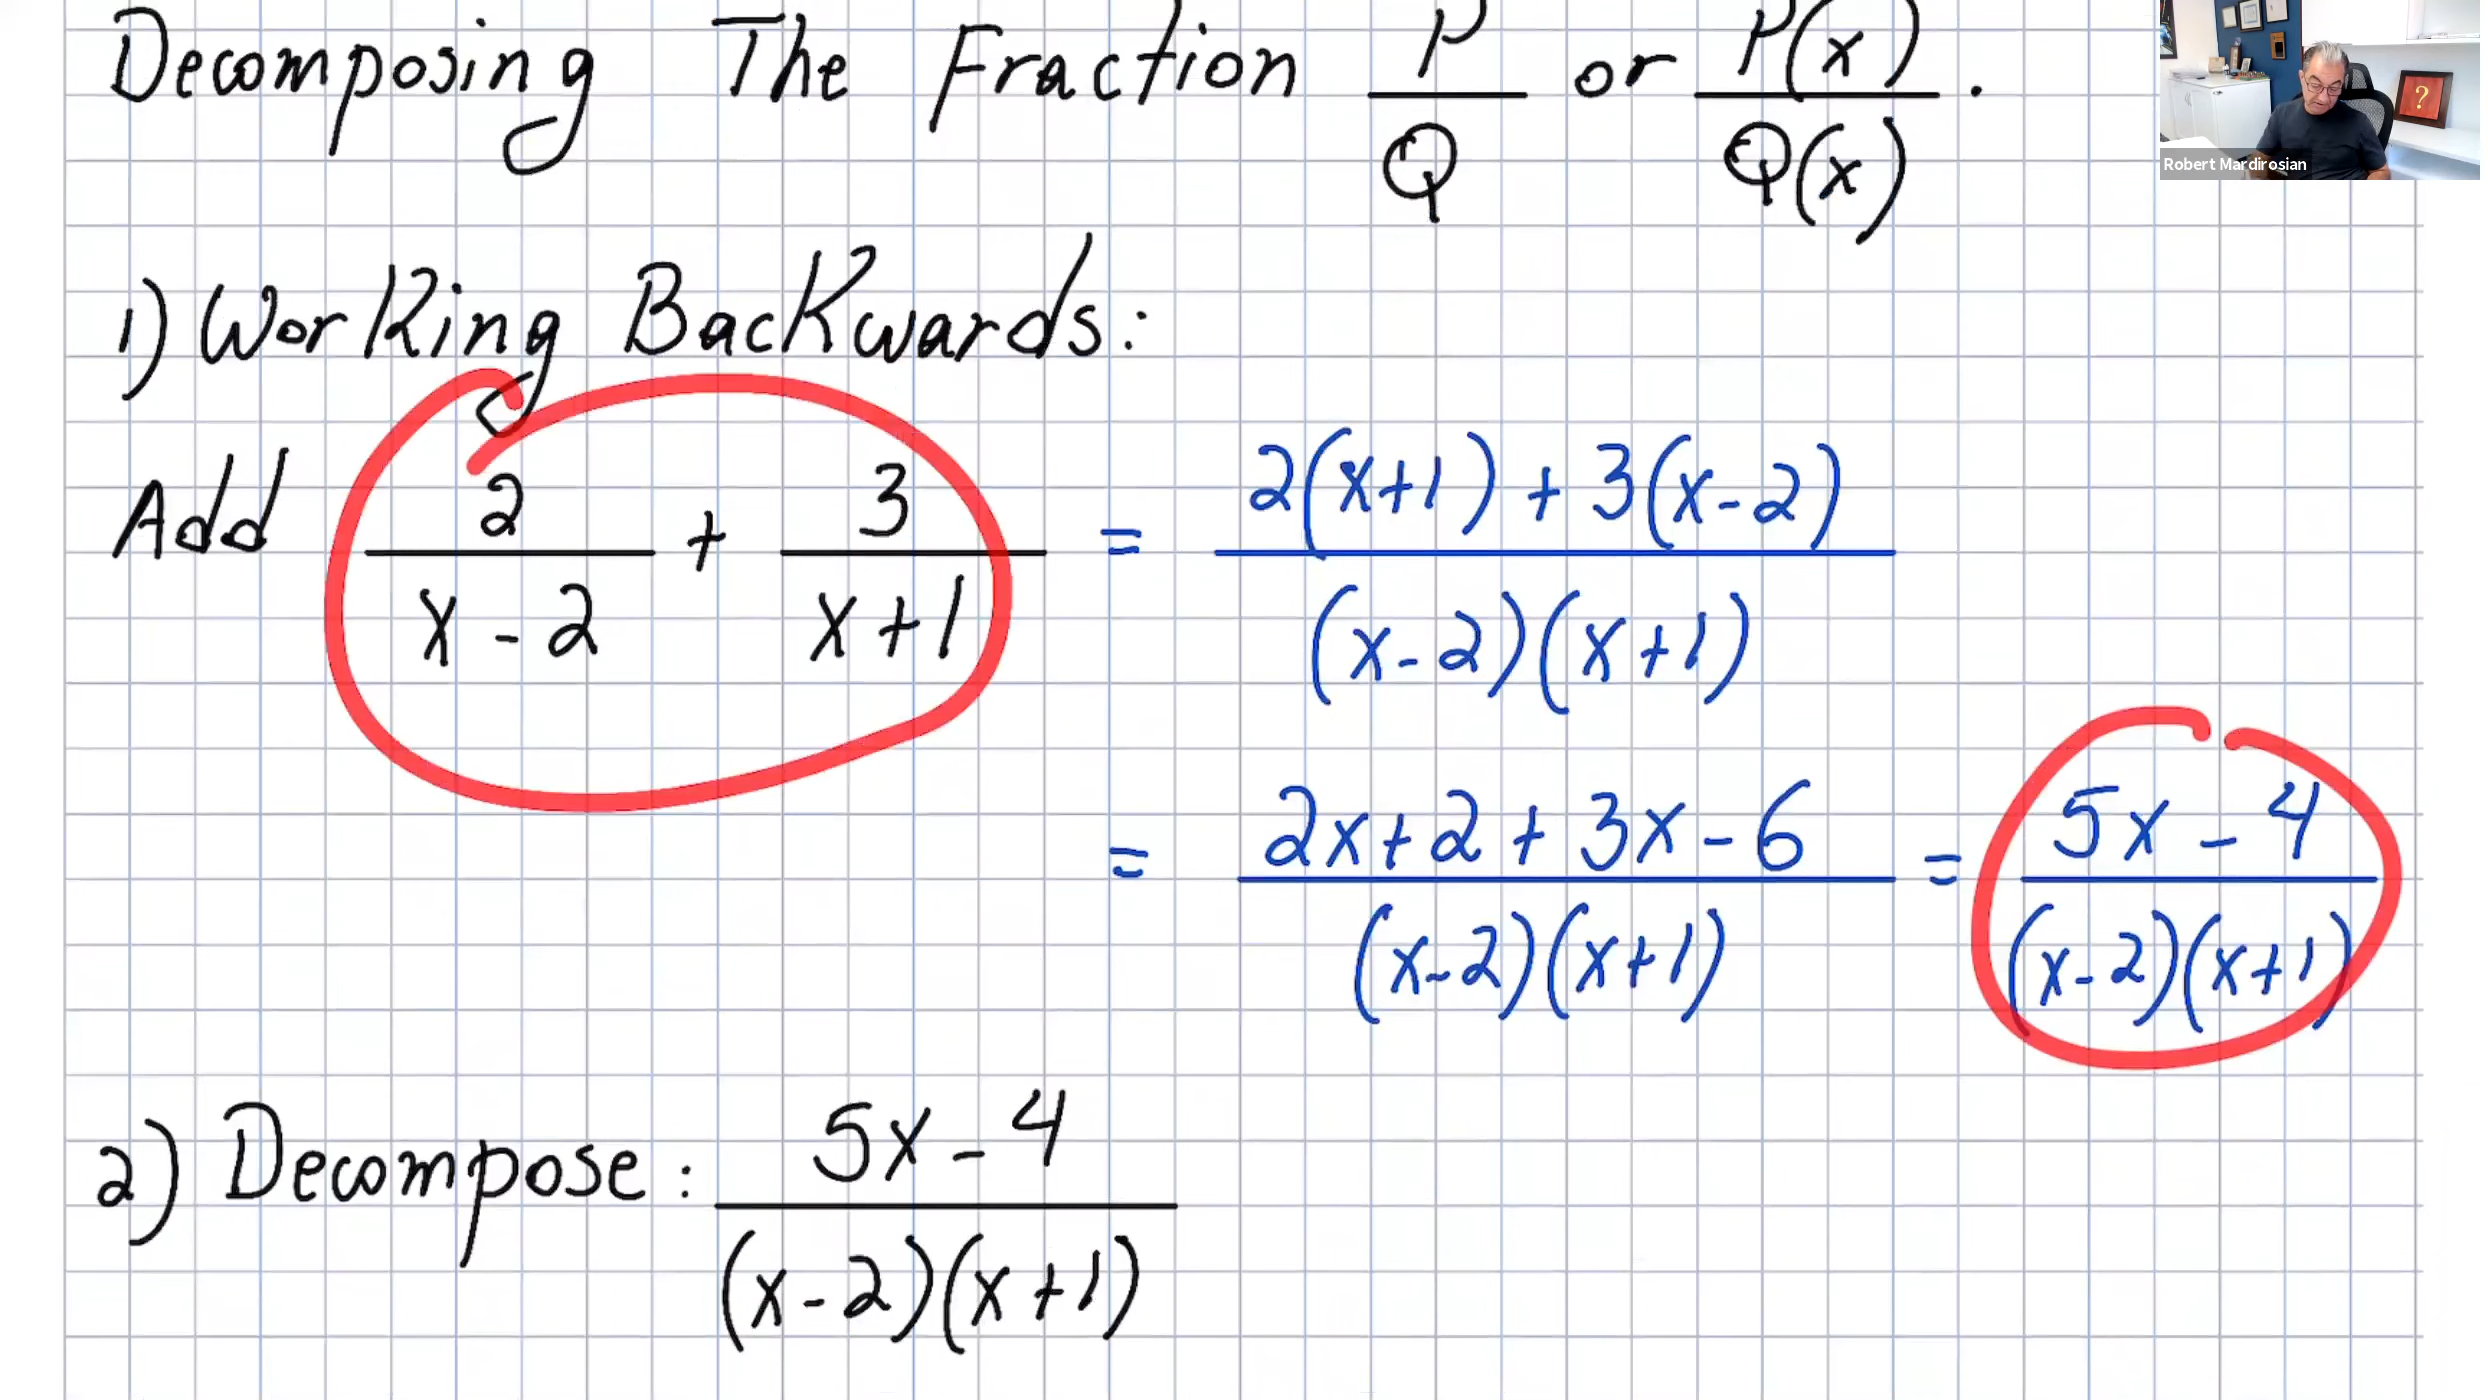 Decomposing The Fraction P/Q or P(x)/Q(x).
Robert Mardirosian
?
1) Working Backwards:
Add 2/(x-2) + 3/(x+1) = (2(x+1) + 3(x-2))/((x-2)(x+1))
= (2x+2+3x-6)/((x-2)(x+1)) = (5x-4)/((x-2)(x+1))
2) Decompose: (5x-4)/((x-2)(x+1))